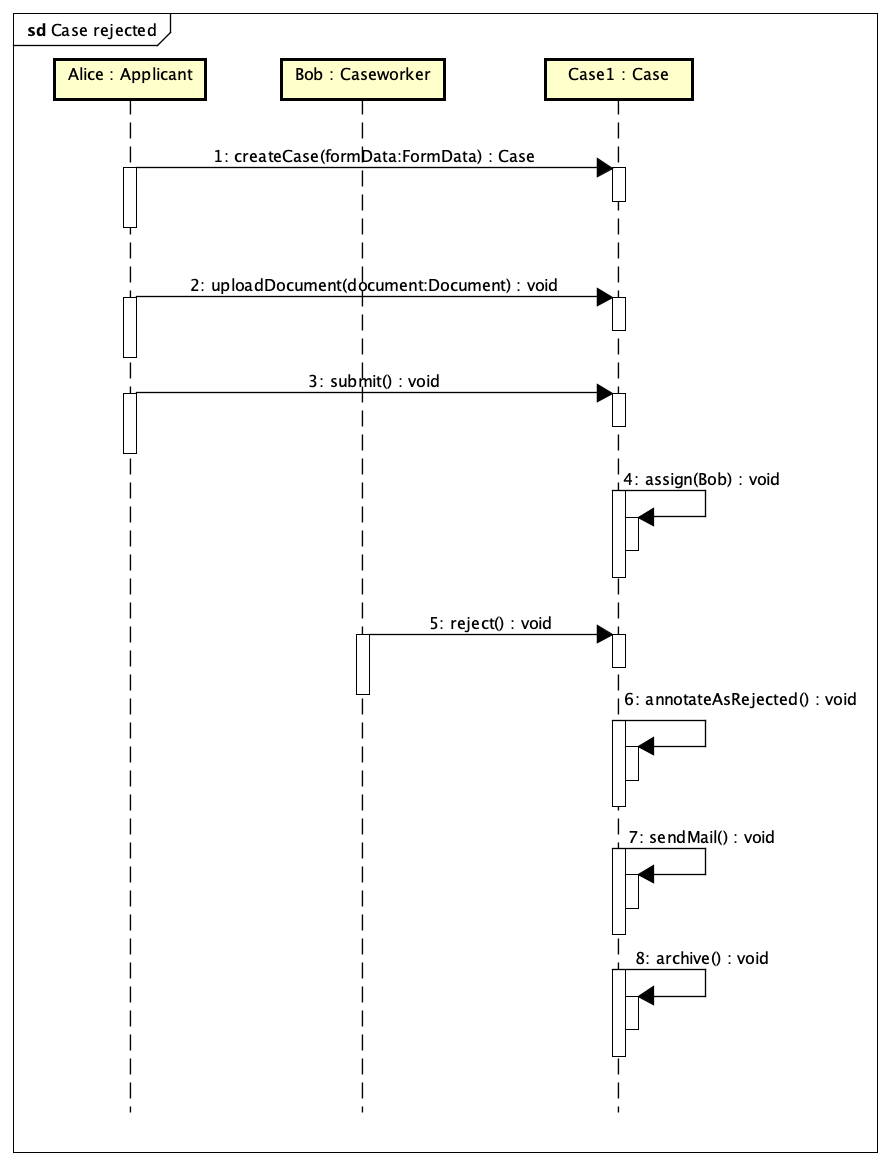 sd Case rejected
Alice : Applicant
Bob : Caseworker
Case1 : Case
1: createCase(formData:FormData) : Case
2: uploadDocument(document:Document) : void
3: submit() : void
4: assign(Bob) : void
5: reject() : void
6: annotateAsRejected() : void
7: sendMail() : void
8: archive() : void